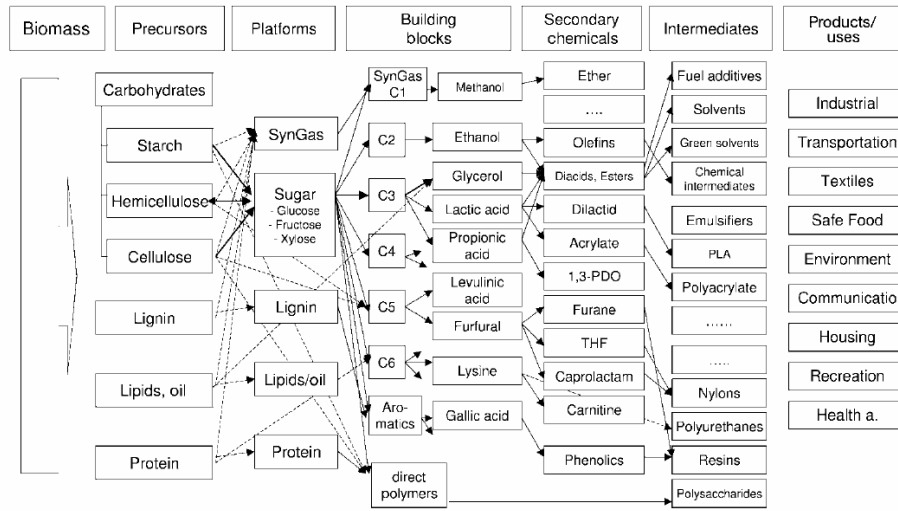 Biomass
Precursors
Platforms
Building
blocks
Secondary
chemicals
Intermediates
Products/
uses
Carbohydrates
Starch
Hemicellulose
Cellulose
Lignin
Lipids, oil
Protein
SynGas
Sugar
- Glucose
- Fructose
- Xylose
Lignin
Lipids/oil
Protein
SynGas
C1
C2
C3
C4
C5
C6
Aro-
matics
direct
polymers
Methanol
Ethanol
Glycerol
Lactic acid
Propionic
acid
Levulinic
acid
Furfural
Lysine
Gallic acid
Ether
....
Olefins
Diacids, Esters
Dilactid
Acrylate
1,3-PDO
Furane
THF
Caprolactam
Carnitine
Phenolics
Fuel additives
Solvents
Green solvents
Chemical
intermediates
Emulsifiers
PLA
Polyacrylate
......
.....
Nylons
Polyurethanes
Resins
Polysaccharides
Industrial
Transportation
Textiles
Safe Food
Environment
Communicatio
Housing
Recreation
Health a.